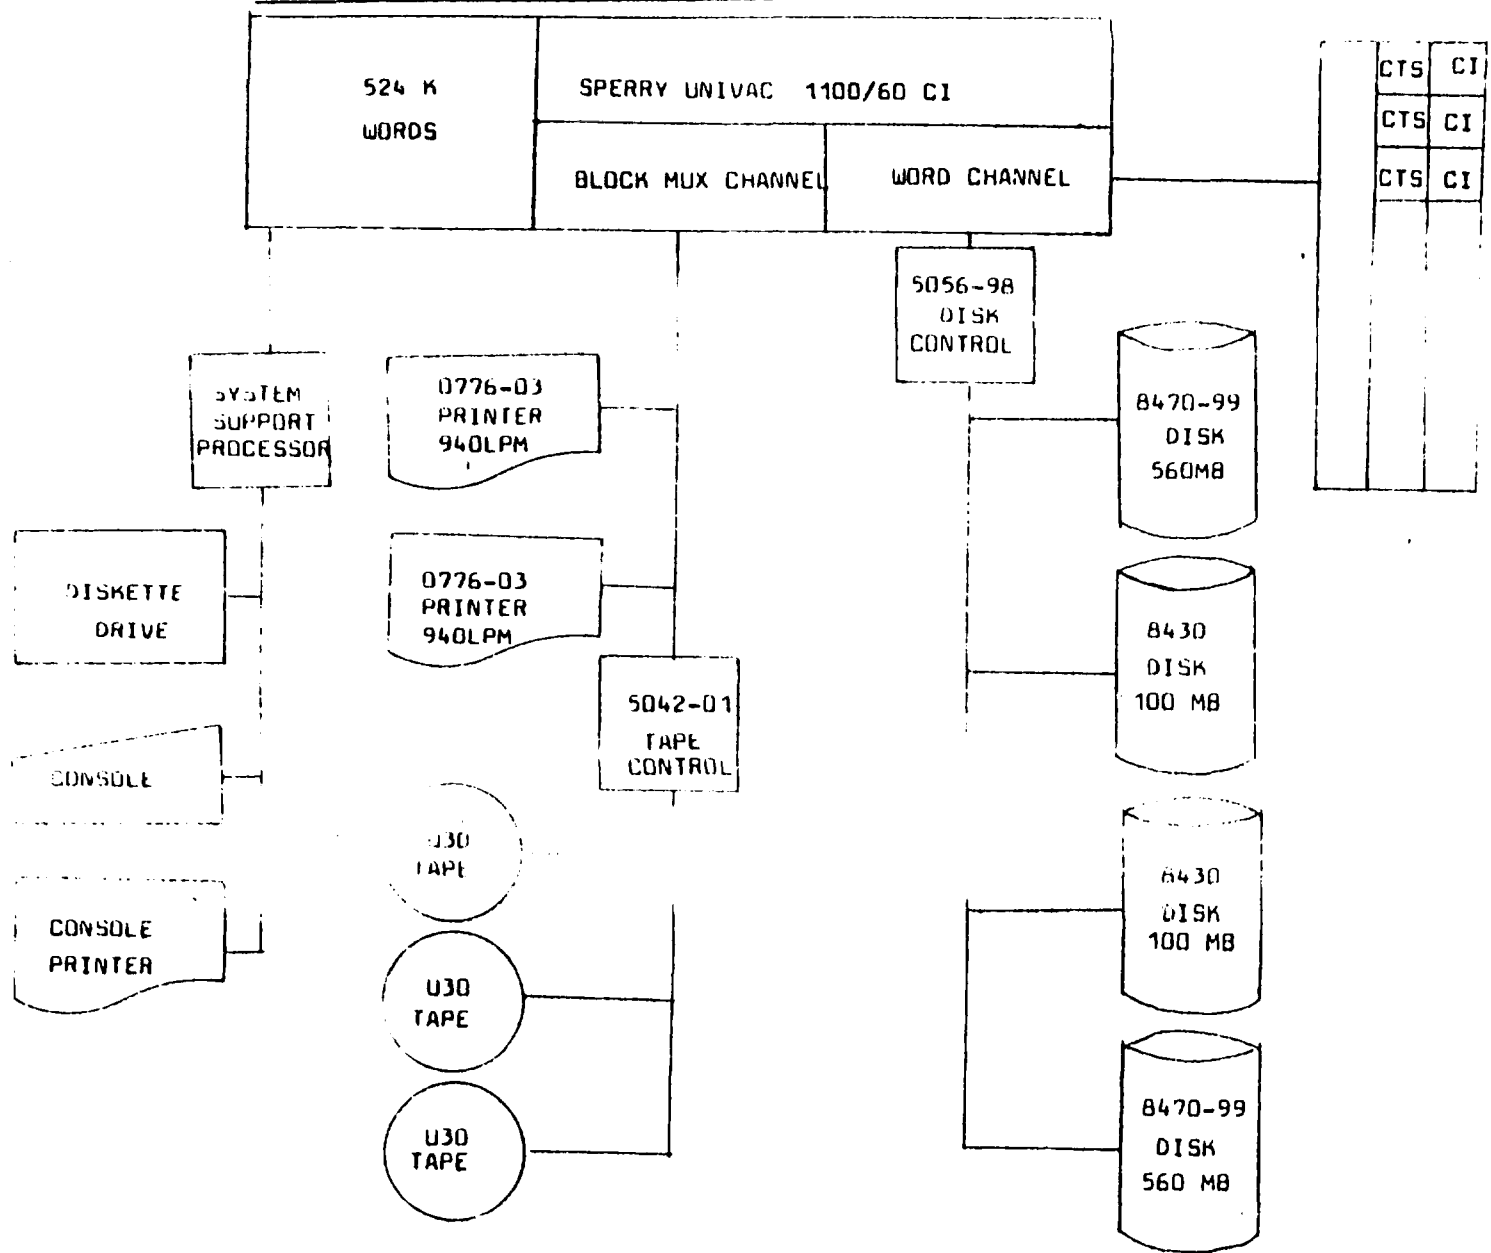 524 K
WORDS
SPERRY UNIVAC 1100/60 CI
BLOCK MUX CHANNEL
WORD CHANNEL
CTS CI
CTS CI
CTS CI
5056-98
DISK
CONTROL
SYSTEM
SUPPORT
PROCESSOR
0776-03
PRINTER
940LPM
8470-99
DISK
560MB
DISKETTE
DRIVE
0776-03
PRINTER
940LPM
8430
DISK
100 MB
5042-01
TAPE
CONTROL
CONSOLE
U30
TAPE
8430
DISK
100 MB
CONSOLE
PRINTER
U30
TAPE
U30
TAPE
8470-99
DISK
560 MB